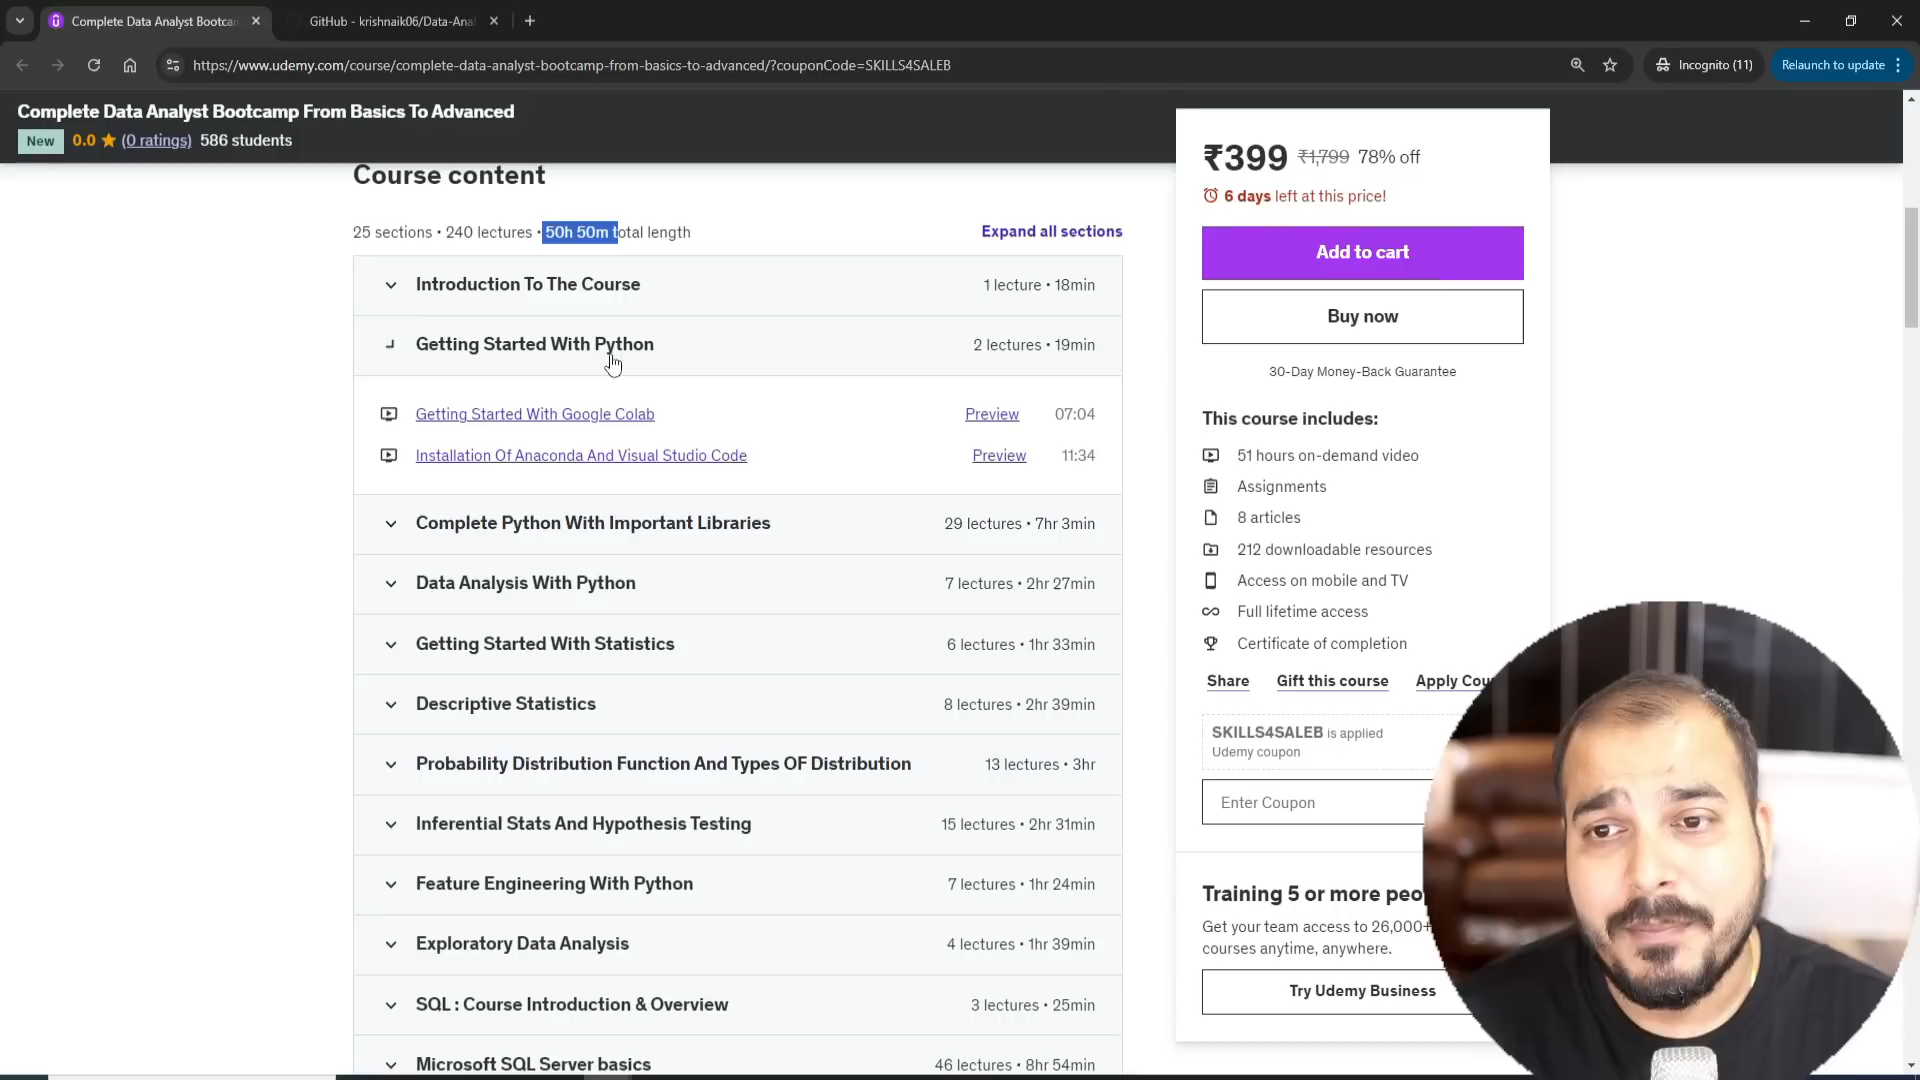 Complete Data Analyst Bootca
GitHub - krishnaik06/Data-Ana
https://www.udemy.com/course/complete-data-analyst-bootcamp-from-basics-to-advanced/?couponCode=SKILLS4SALEB
Incognito (11)
Relaunch to update
Complete Data Analyst Bootcamp From Basics To Advanced
New 0.0 (0 ratings) 586 students
Course content
25 sections • 240 lectures • 50h 50m total length
Expand all sections
Introduction To The Course 1 lecture • 18min
Getting Started With Python 2 lectures • 19min
Getting Started With Google Colab Preview 07:04
Installation Of Anaconda And Visual Studio Code Preview 11:34
Complete Python With Important Libraries 29 lectures • 7hr 3min
Data Analysis With Python 7 lectures • 2hr 27min
Getting Started With Statistics 6 lectures • 1hr 33min
Descriptive Statistics 8 lectures • 2hr 39min
Probability Distribution Function And Types OF Distribution 13 lectures • 3hr
Inferential Stats And Hypothesis Testing 15 lectures • 2hr 31min
Feature Engineering With Python 7 lectures • 1hr 24min
Exploratory Data Analysis 4 lectures • 1hr 39min
SQL : Course Introduction & Overview 3 lectures • 25min
Microsoft SQL Server basics 46 lectures • 8hr 54min
₹399 ₹1,799 78% off
6 days left at this price!
Add to cart
Buy now
30-Day Money-Back Guarantee
This course includes:
51 hours on-demand video
Assignments
8 articles
212 downloadable resources
Access on mobile and TV
Full lifetime access
Certificate of completion
Share Gift this course Apply Cou
SKILLS4SALEB is applied
Udemy coupon
Enter Coupon
Training 5 or more peo
Get your team access to 26,000+
courses anytime, anywhere.
Try Udemy Business